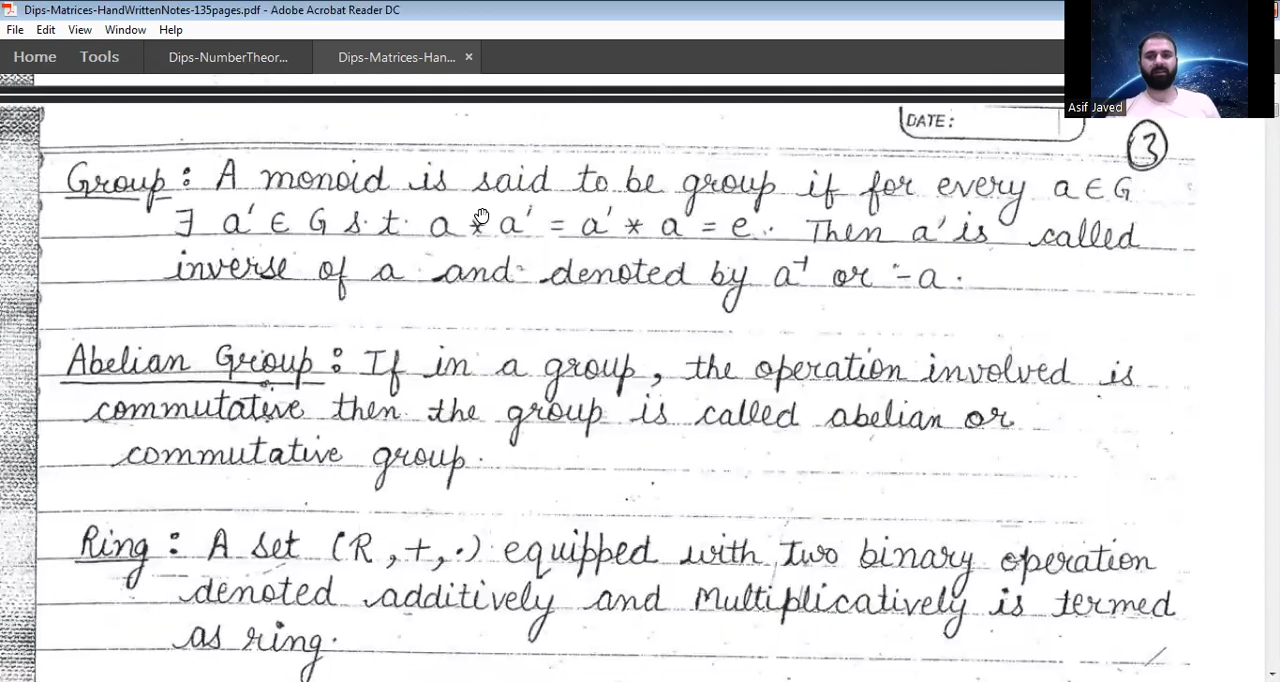 Dips-Matrices-HandWrittenNotes-135pages.pdf - Adobe Acrobat Reader DC
File Edit View Window Help
Home Tools Dips-NumberTheor... Dips-Matrices-Han... ×
Asif Javed
DATE:
3
Group: A monoid is said to be group if for every a ∈ G
∃ a' ∈ G s.t. a * a' = a' * a = e. Then a' is called
inverse of a and denoted by a⁻¹ or -a.
Abelian Group: If in a group, the operation involved is
commutative then the group is called abelian or
commutative group.
Ring: A set (R, +, ·) equipped with two binary operation
denoted additively and multiplicatively is termed
as ring.